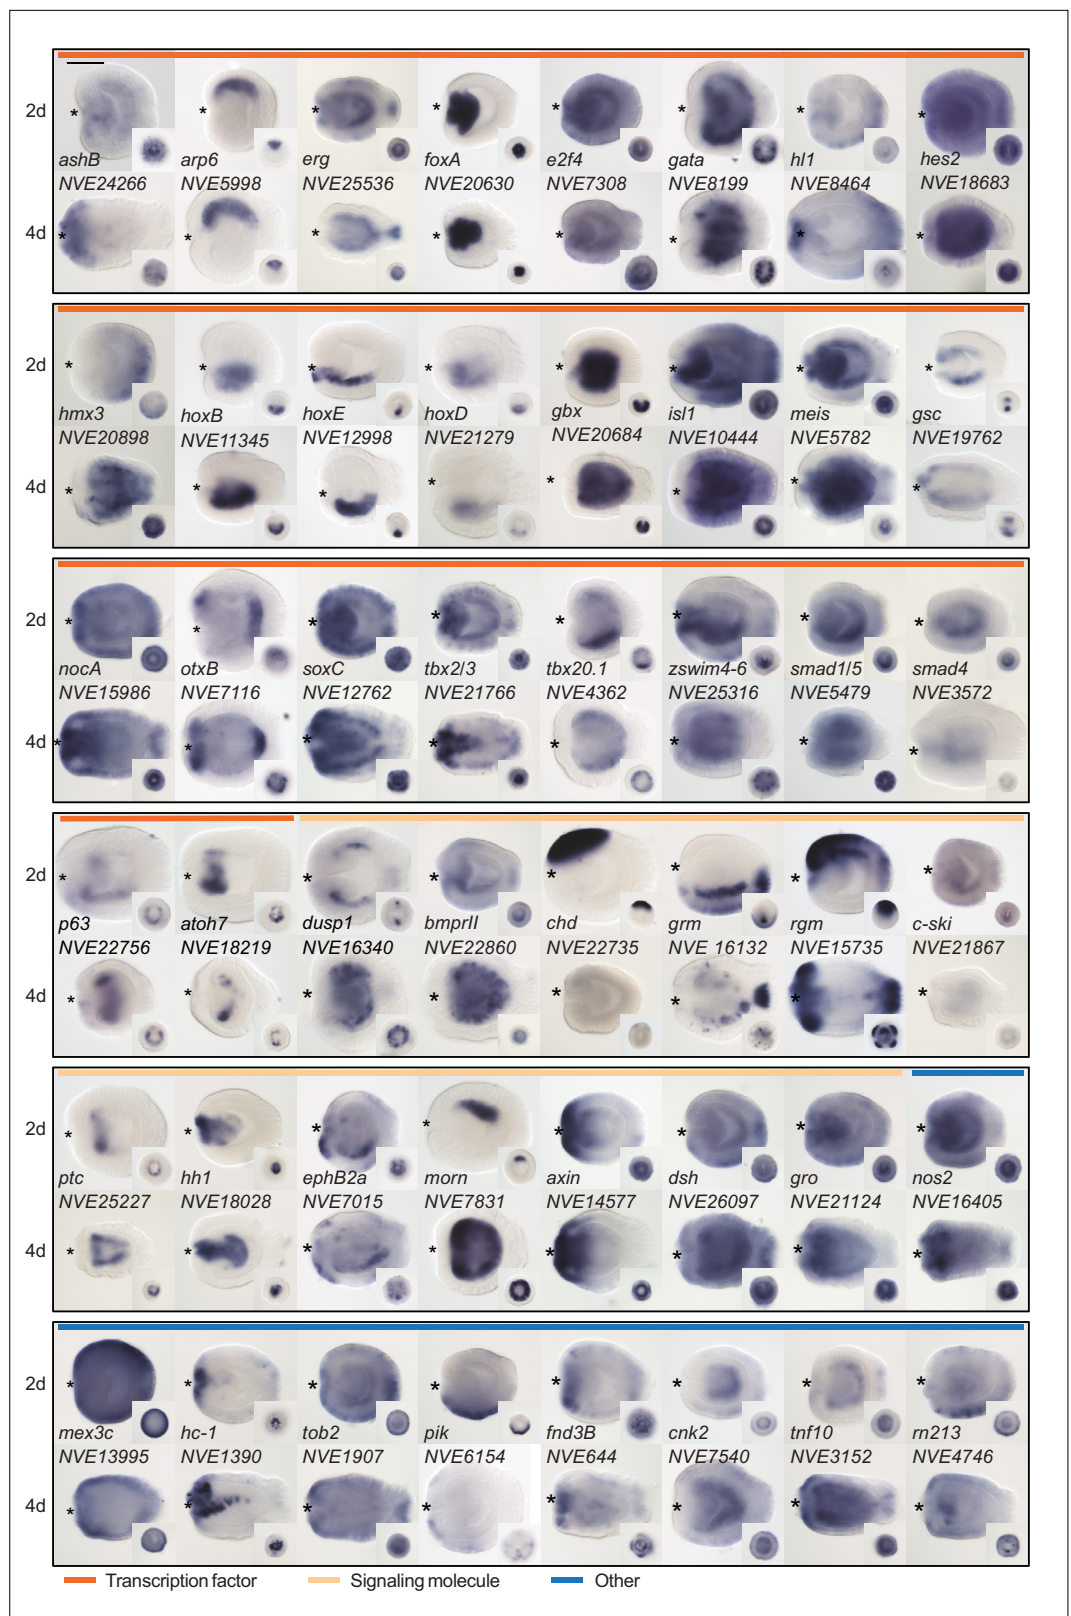 2d
ashB arp6 erg foxA e2f4 gata hl1 hes2
NVE24266 NVE5998 NVE25536 NVE20630 NVE7308 NVE8199 NVE8464 NVE18683
4d
2d
hmx3 hoxB hoxE hoxD gbx isl1 meis gsc
NVE20898 NVE11345 NVE12998 NVE21279 NVE20684 NVE10444 NVE5782 NVE19762
4d
2d
nocA otxB soxC tbx2/3 tbx20.1 zswim4-6 smad1/5 smad4
NVE15986 NVE7116 NVE12762 NVE21766 NVE4362 NVE25316 NVE5479 NVE3572
4d
2d
p63 atoh7 dusp1 bmprII chd grm rgm c-ski
NVE22756 NVE18219 NVE16340 NVE22860 NVE22735 NVE 16132 NVE15735 NVE21867
4d
2d
ptc hh1 ephB2a morn axin dsh gro nos2
NVE25227 NVE18028 NVE7015 NVE7831 NVE14577 NVE26097 NVE21124 NVE16405
4d
2d
mex3c hc-1 tob2 pik fnd3B cnk2 tnf10 rn213
NVE13995 NVE1390 NVE1907 NVE6154 NVE644 NVE7540 NVE3152 NVE4746
4d
Transcription factor Signaling molecule Other